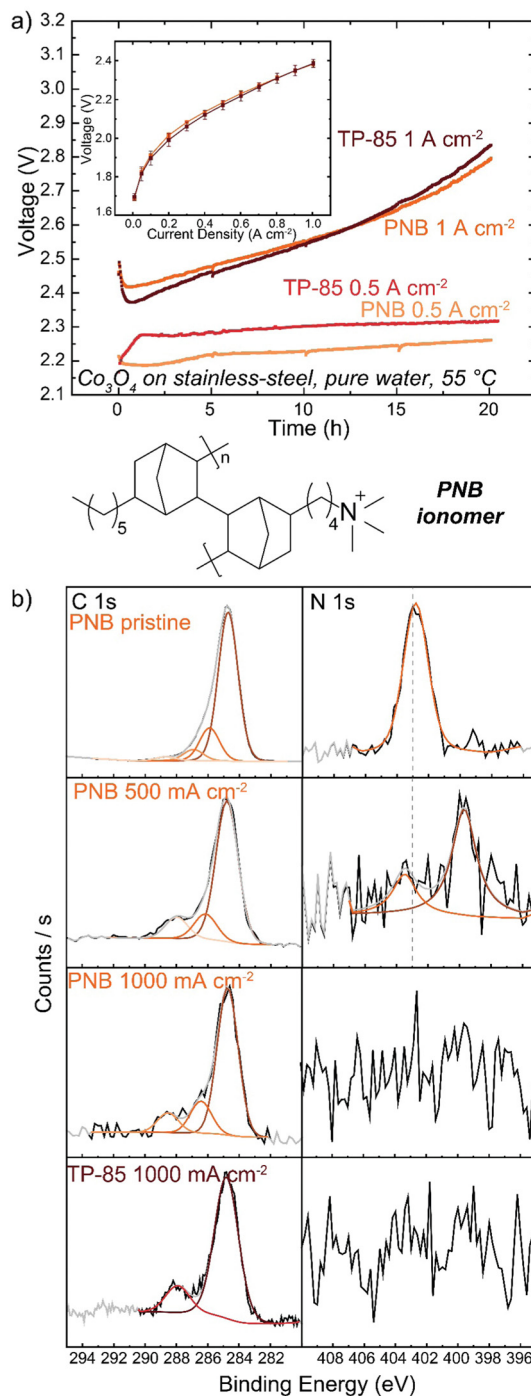 a)
3.2
3.1
3.0
2.9
2.8
2.7
2.6
2.5
2.4
2.3
2.2
2.1
Voltage (V)
2.4
2.2
2.0
1.8
1.6
Voltage (V)
0.0 0.2 0.4 0.6 0.8 1.0
Current Density (A cm⁻²)
TP-85 1 A cm⁻²
PNB 1 A cm⁻²
TP-85 0.5 A cm⁻²
PNB 0.5 A cm⁻²
Co₃O₄ on stainless-steel, pure water, 55 °C
0 5 10 15 20
Time (h)
n
5
4
N⁺
PNB
ionomer
b)
C 1s
N 1s
PNB pristine
PNB 500 mA cm⁻²
PNB 1000 mA cm⁻²
TP-85 1000 mA cm⁻²
Counts / s
294 292 290 288 286 284 282
408 406 404 402 400 398 396
Binding Energy (eV)